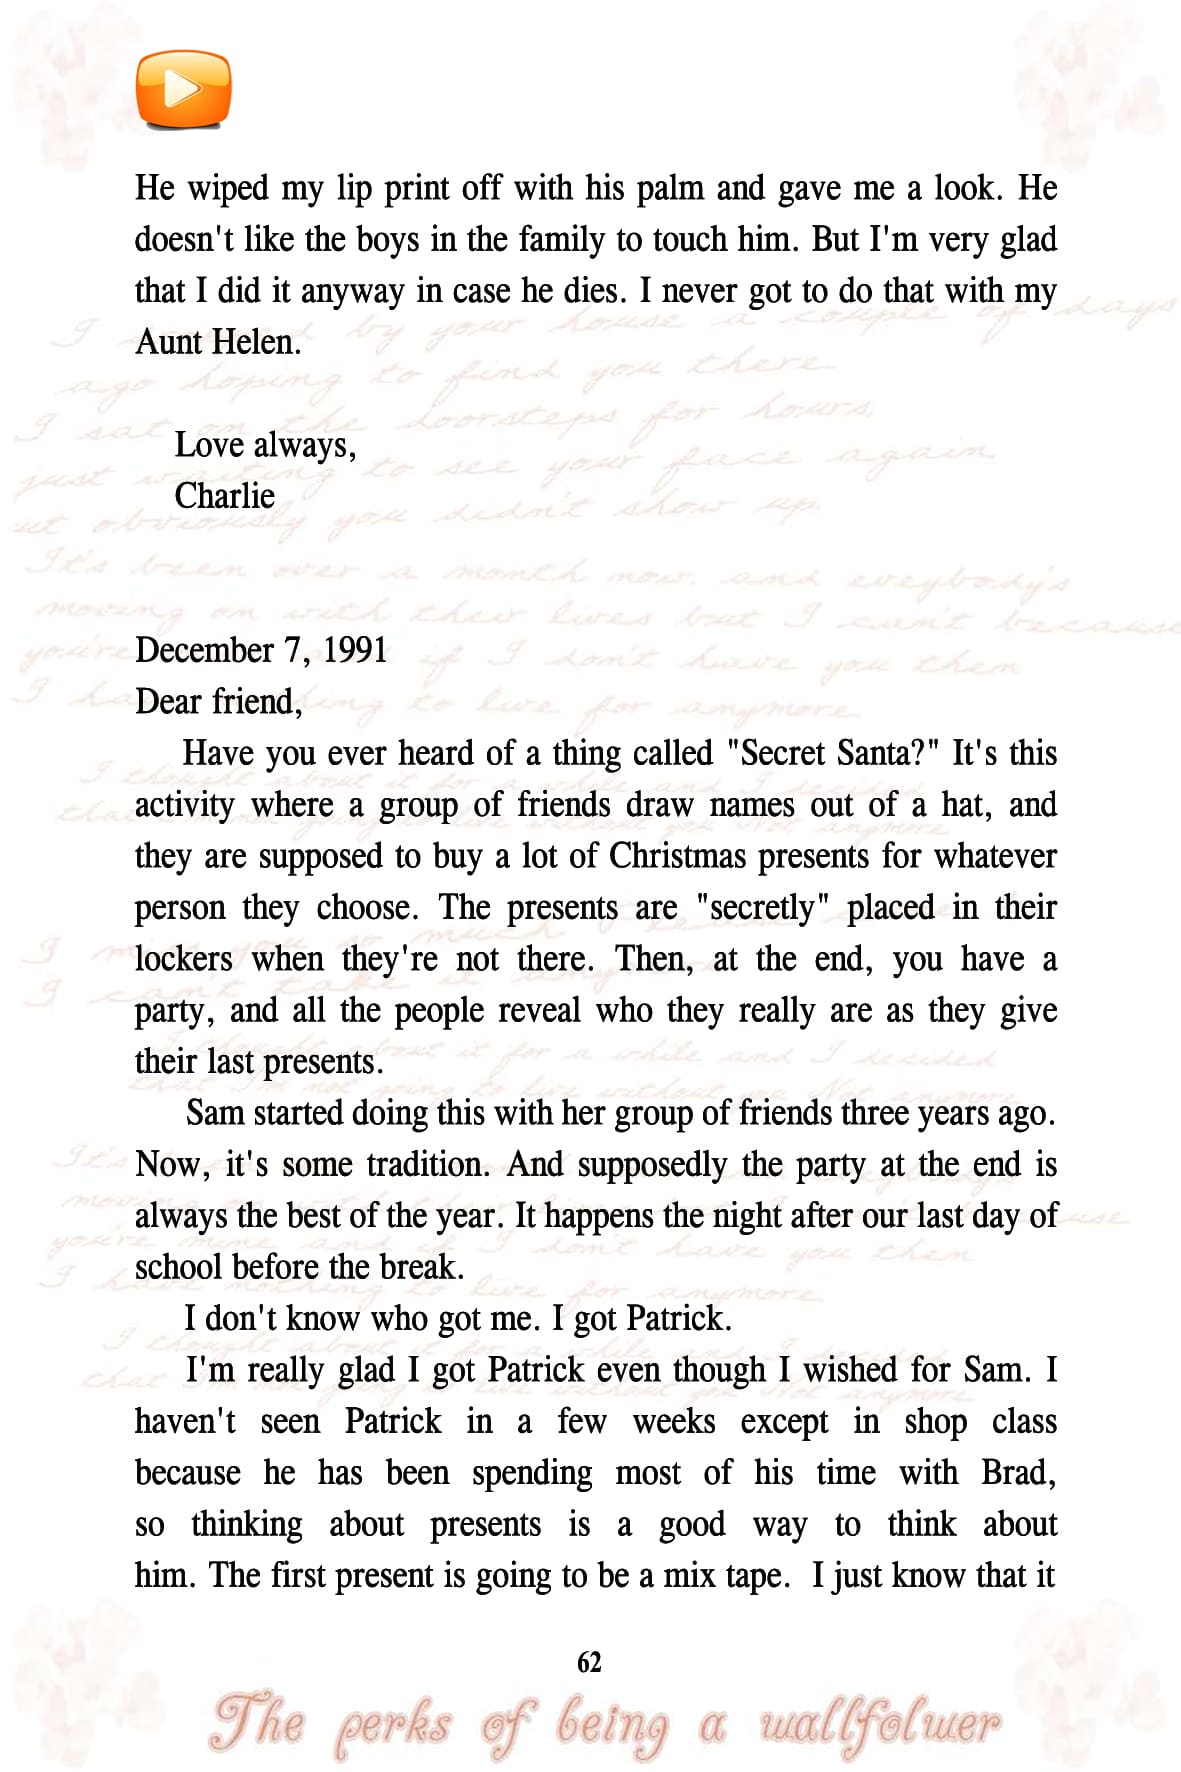 He wiped my lip print off with his palm and gave me a look. He
doesn't like the boys in the family to touch him. But I'm very glad
that I did it anyway in case he dies. I never got to do that with my
Aunt Helen.
Love always,
Charlie
December 7, 1991
Dear friend,
Have you ever heard of a thing called "Secret Santa?" It's this
activity where a group of friends draw names out of a hat, and
they are supposed to buy a lot of Christmas presents for whatever
person they choose. The presents are "secretly" placed in their
lockers when they're not there. Then, at the end, you have a
party, and all the people reveal who they really are as they give
their last presents.
Sam started doing this with her group of friends three years ago.
Now, it's some tradition. And supposedly the party at the end is
always the best of the year. It happens the night after our last day of
school before the break.
I don't know who got me. I got Patrick.
I'm really glad I got Patrick even though I wished for Sam. I
haven't seen Patrick in a few weeks except in shop class
because he has been spending most of his time with Brad,
so thinking about presents is a good way to think about
him. The first present is going to be a mix tape. I just know that it
62
The perks of being a wallfolwer